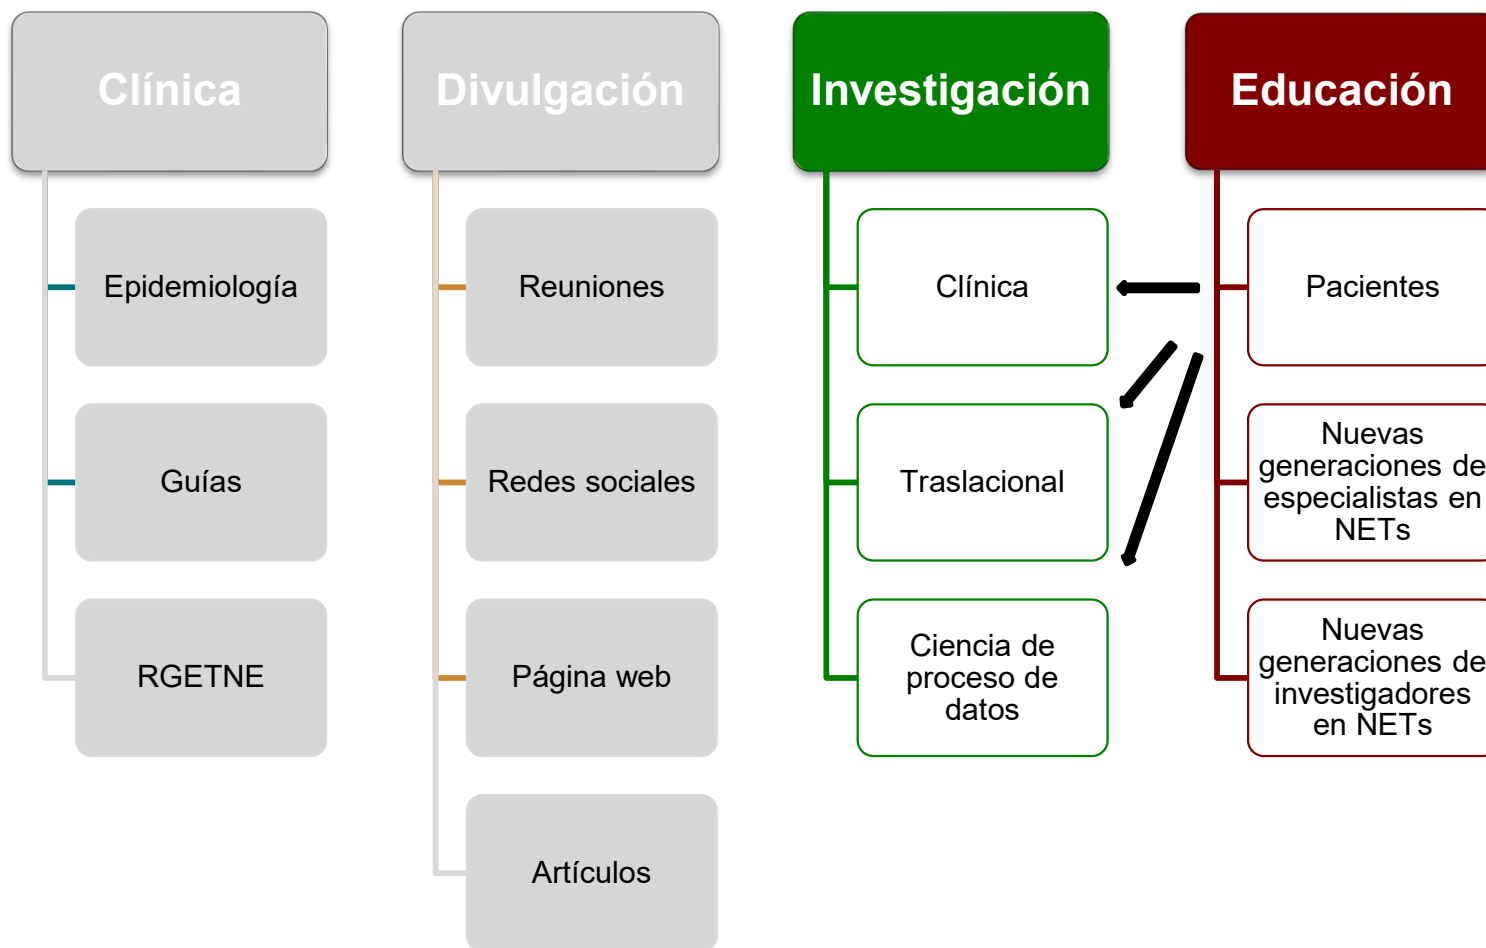 Clínica
Epidemiología
Guías
RGETNE
Divulgación
Reuniones
Redes sociales
Página web
Artículos
Investigación
Clínica
Traslacional
Ciencia de
proceso de
datos
Educación
Pacientes
Nuevas
generaciones de
especialistas en
NETs
Nuevas
generaciones de
investigadores
en NETs